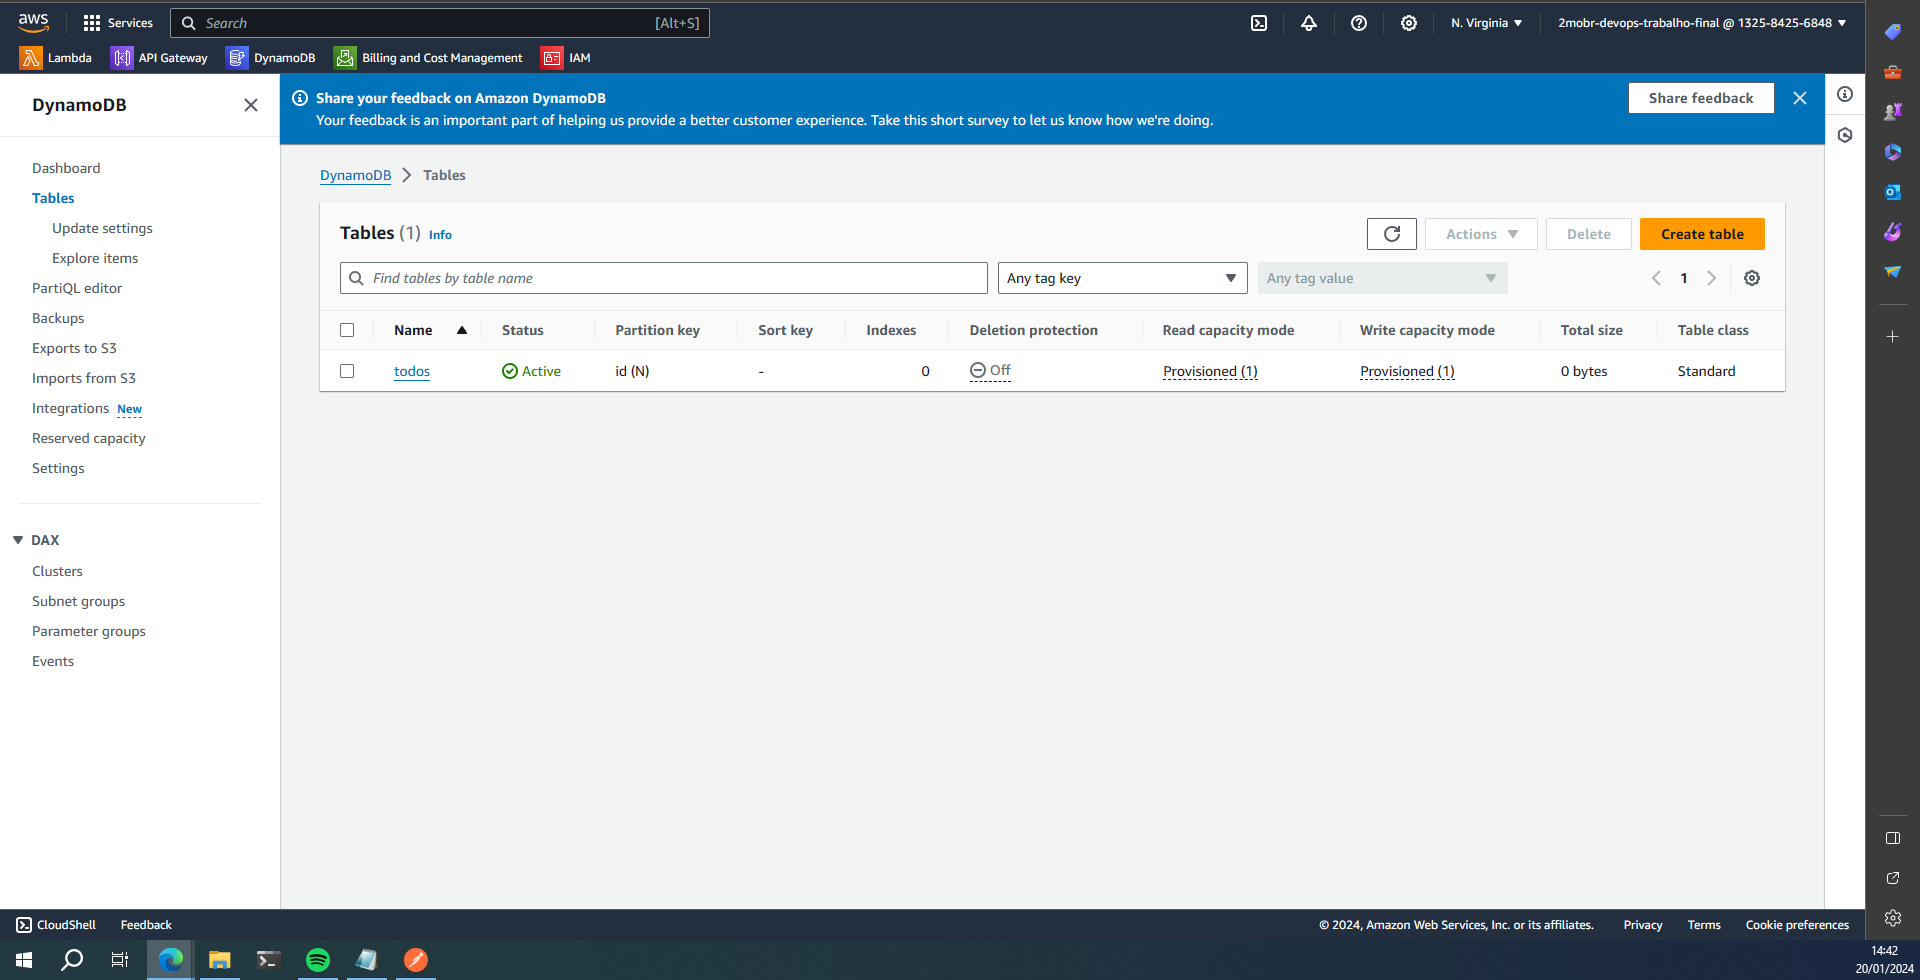 aws Services Search [Alt+S] N. Virginia 2mobr-devops-trabalho-final @ 1325-8425-6848
Lambda API Gateway DynamoDB Billing and Cost Management IAM
DynamoDB
Dashboard
Tables
Update settings
Explore items
PartiQL editor
Backups
Exports to S3
Imports from S3
Integrations New
Reserved capacity
Settings
DAX
Clusters
Subnet groups
Parameter groups
Events
Share your feedback on Amazon DynamoDB
Your feedback is an important part of helping us provide a better customer experience. Take this short survey to let us know how we're doing.
Share feedback
DynamoDB Tables
Tables (1) Info
Actions Delete Create table
Find tables by table name Any tag key Any tag value 1
Name Status Partition key Sort key Indexes Deletion protection Read capacity mode Write capacity mode Total size Table class
todos Active id (N) - 0 Off Provisioned (1) Provisioned (1) 0 bytes Standard
CloudShell Feedback © 2024, Amazon Web Services, Inc. or its affiliates. Privacy Terms Cookie preferences
14:42
20/01/2024